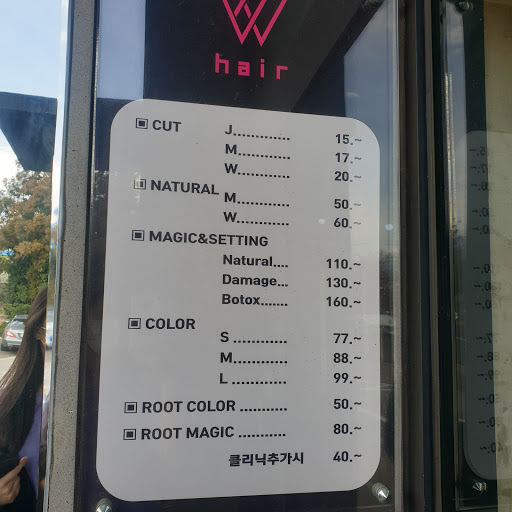 W
hair
CUT J............. 15.~
M............ 17.~
W............ 20.~
NATURAL M............ 50.~
W............ 60.~
MAGIC&SETTING
Natural.... 110.~
Damage... 130.~
Botox....... 160.~
COLOR
S ............ 77.~
M............ 88.~
L ............ 99.~
ROOT COLOR ........... 50.~
ROOT MAGIC ........... 80.~
클리닉추가시 40.~